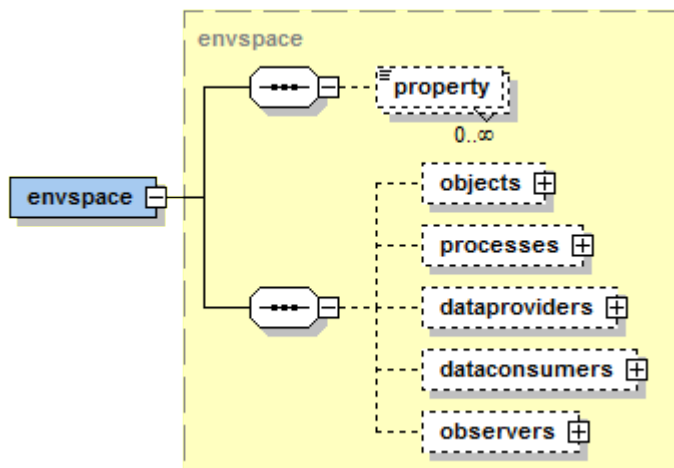 envspace
property
0..∞
envspace
objects
processes
dataproviders
dataconsumers
observers